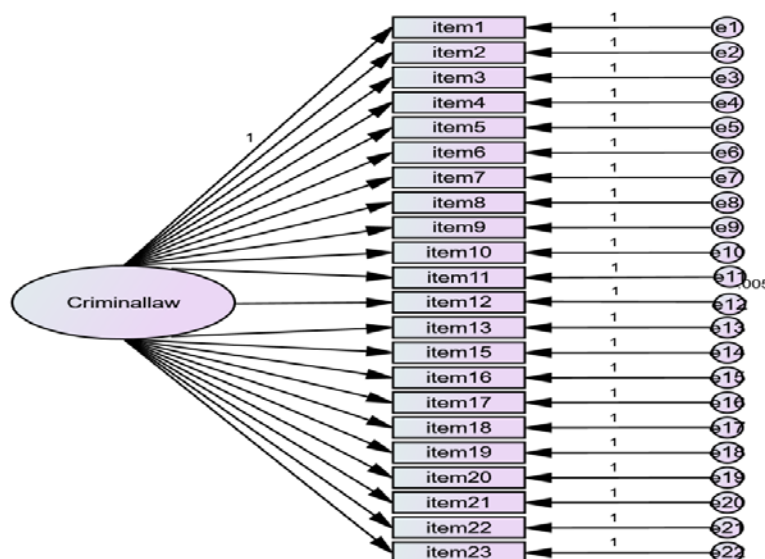 item1 1 e1
item2 1 e2
item3 1 e3
item4 1 e4
1 item5 1 e5
item6 1 e6
item7 1 e7
item8 1 e8
item9 1 e9
item10 1 e10
item11 1 e11
.005
Criminallaw item12 1 e12
item13 1 e13
item15 1 e14
item16 1 e15
item17 1 e16
item18 1 e17
item19 1 e18
item20 1 e19
item21 1 e20
item22 1 e21
item23 1 e22